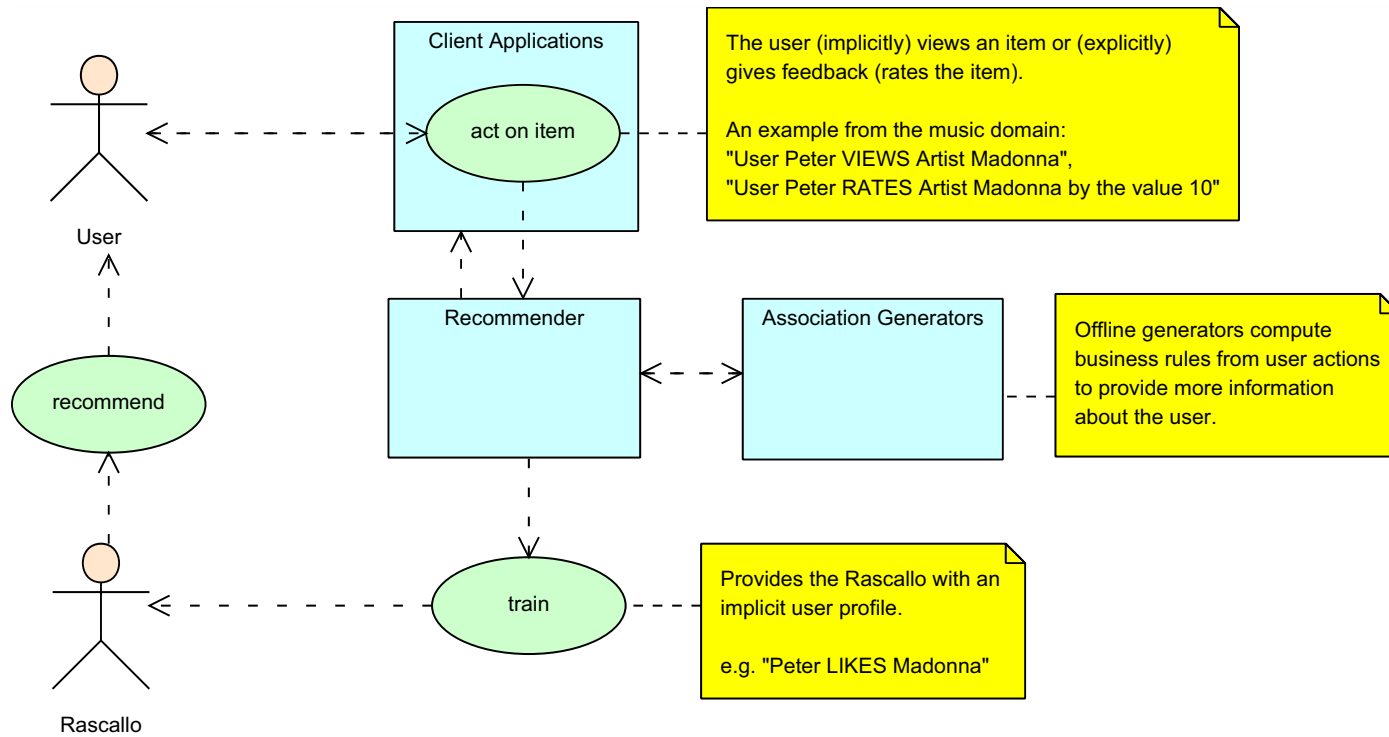 Client Applications
The user (implicitly) views an item or (explicitly)
gives feedback (rates the item).
An example from the music domain:
"User Peter VIEWS Artist Madonna",
"User Peter RATES Artist Madonna by the value 10"
act on item
User
Recommender
Association Generators
Offline generators compute
business rules from user actions
to provide more information
about the user.
recommend
Provides the Rascallo with an
implicit user profile.
e.g. "Peter LIKES Madonna"
train
Rascallo